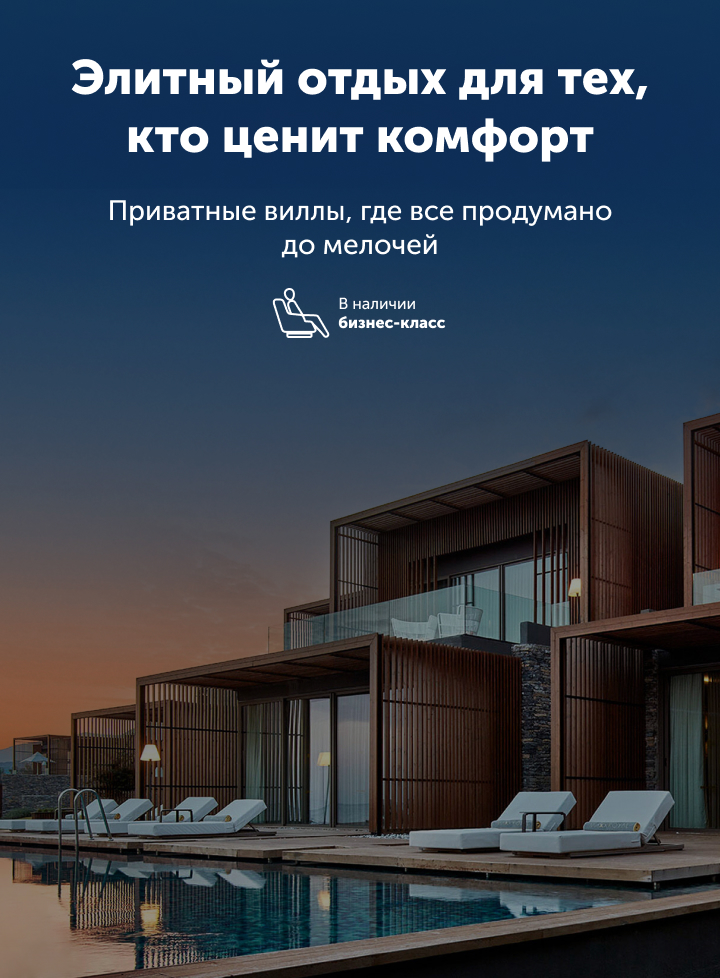 Элитный отдых для тех,
кто ценит комфорт
Приватные виллы, где все продумано
до мелочей
В наличии
бизнес-класс